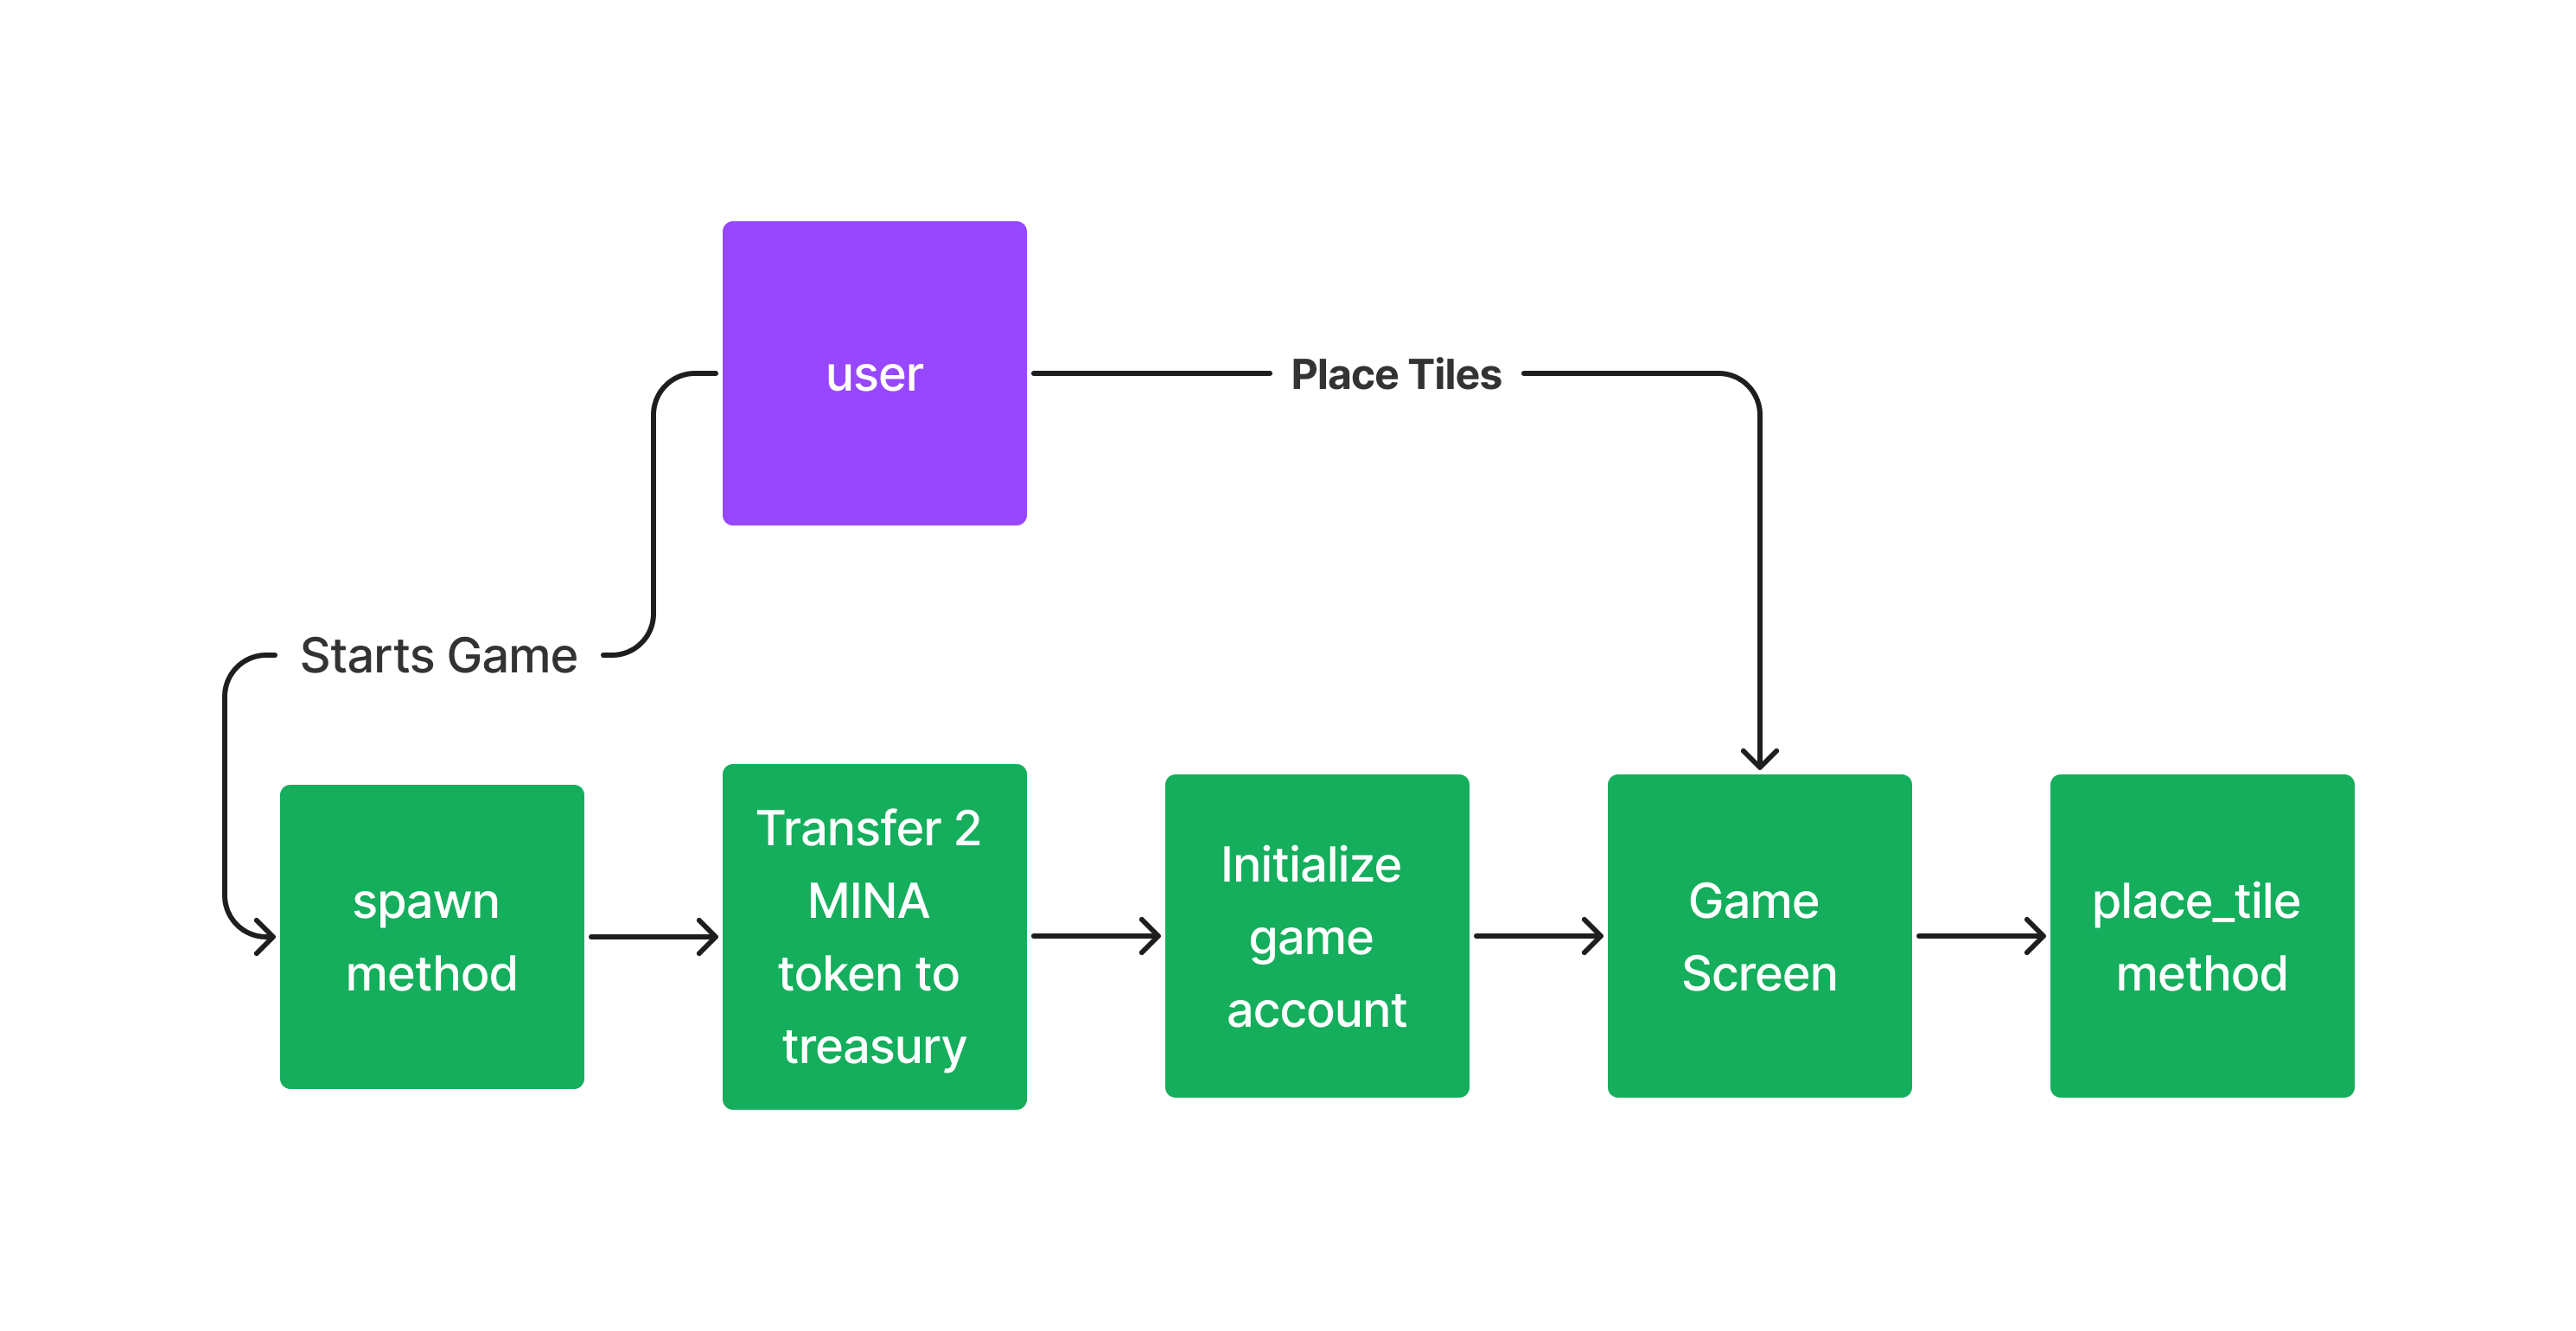 user
Place Tiles
Starts Game
spawn
method
Transfer 2
MINA
token to
treasury
Initialize
game
account
Game
Screen
place_tile
method